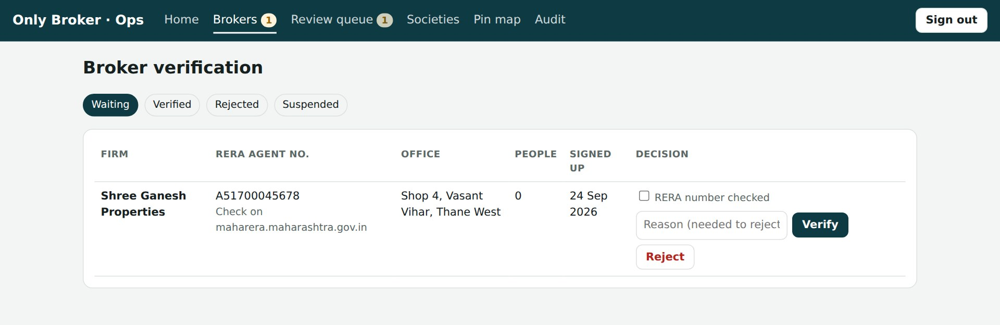 Only Broker · Ops Home Brokers 1 Review queue 1 Societies Pin map Audit Sign out
Broker verification
Waiting Verified Rejected Suspended
FIRM RERA AGENT NO. OFFICE PEOPLE SIGNED UP DECISION
Shree Ganesh Properties
A51700045678
Check on
maharera.maharashtra.gov.in
Shop 4, Vasant
Vihar, Thane West
0
24 Sep
2026
RERA number checked
Reason (needed to reject
Verify
Reject